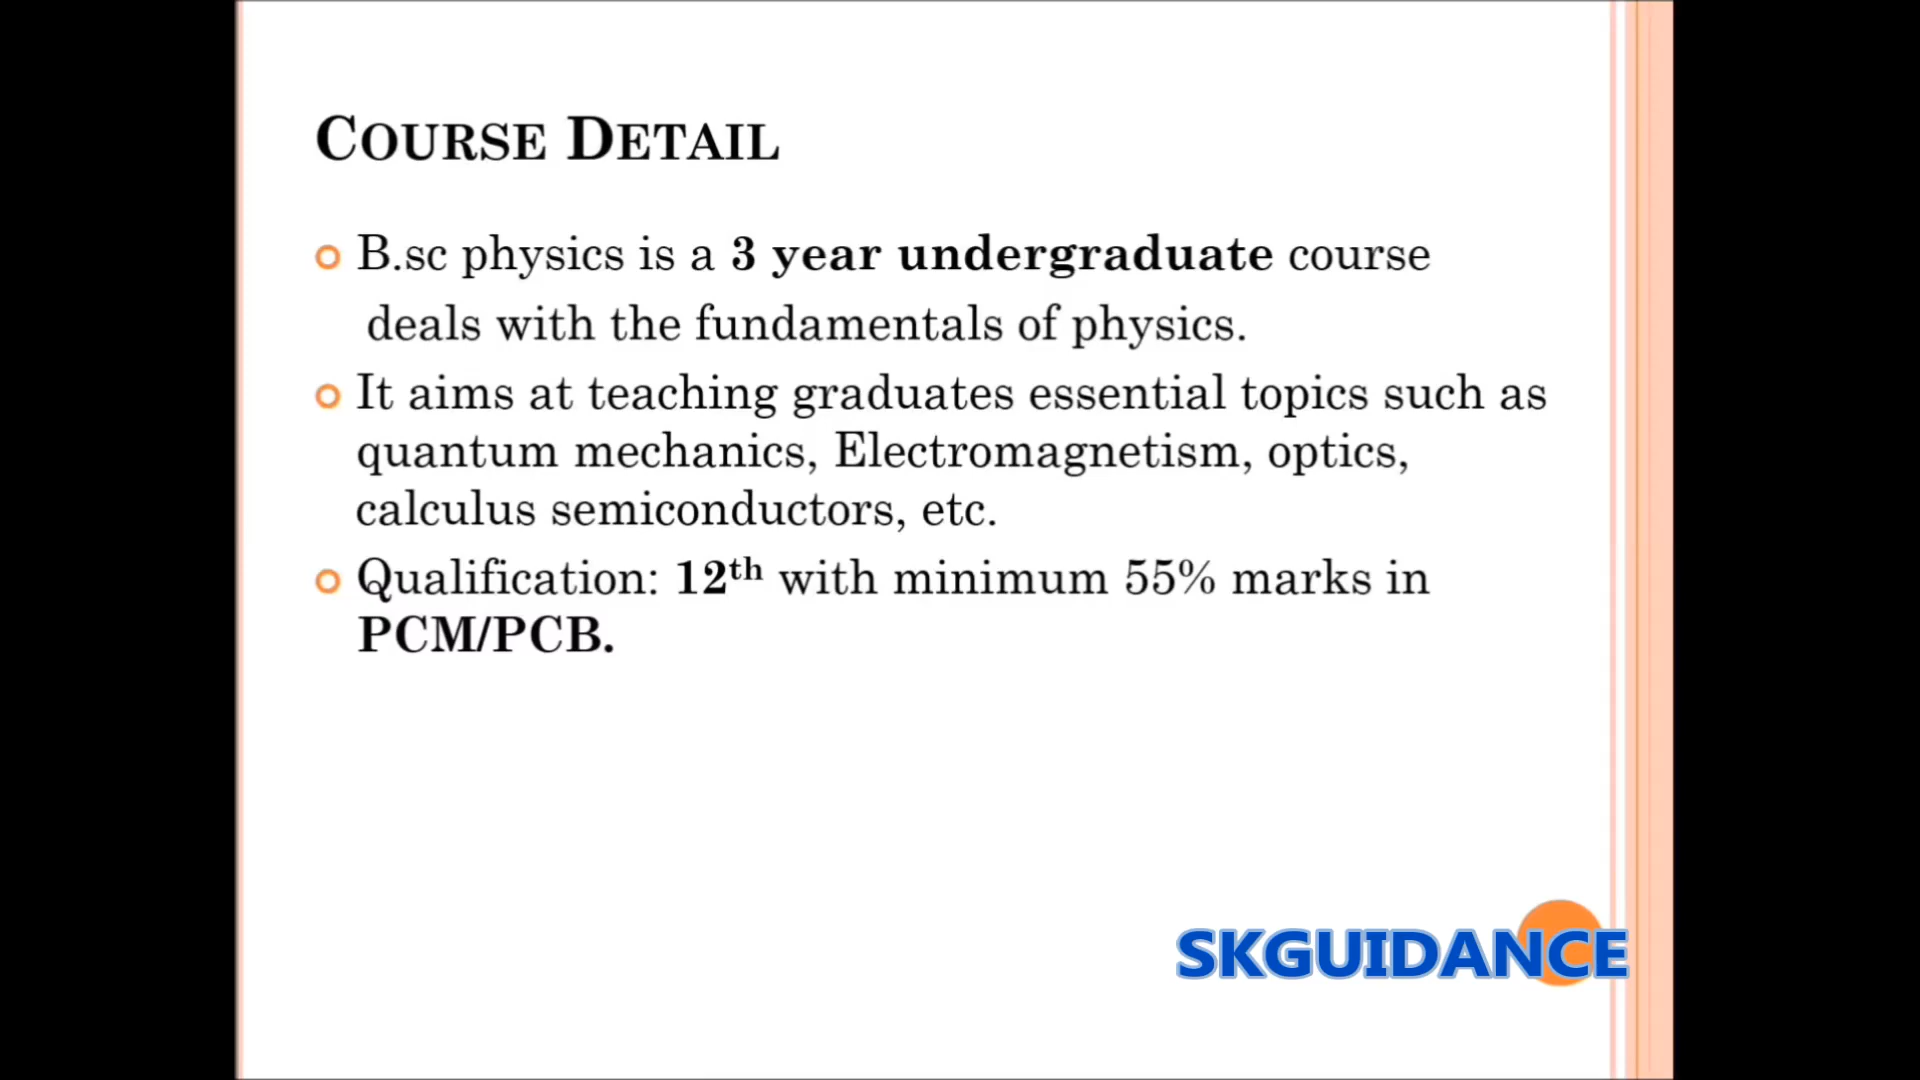 COURSE DETAIL
B.sc physics is a 3 year undergraduate course
deals with the fundamentals of physics.
It aims at teaching graduates essential topics such as
quantum mechanics, Electromagnetism, optics,
calculus semiconductors, etc.
Qualification: 12th with minimum 55% marks in
PCM/PCB.
SKGUIDANCE